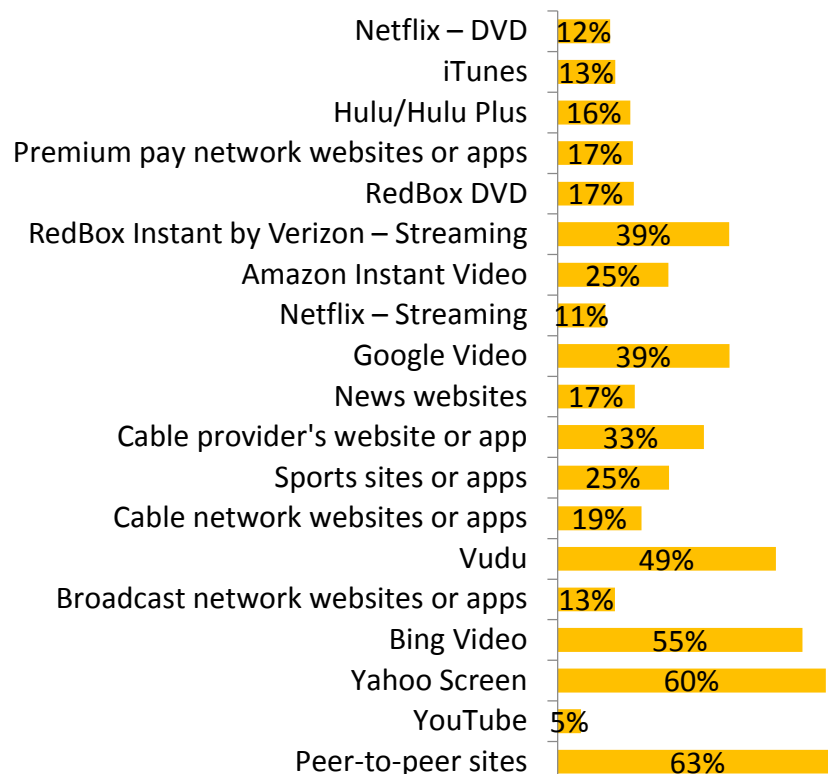 Netflix – DVD 12%
iTunes 13%
Hulu/Hulu Plus 16%
Premium pay network websites or apps 17%
RedBox DVD 17%
RedBox Instant by Verizon – Streaming 39%
Amazon Instant Video 25%
Netflix – Streaming 11%
Google Video 39%
News websites 17%
Cable provider's website or app 33%
Sports sites or apps 25%
Cable network websites or apps 19%
Vudu 49%
Broadcast network websites or apps 13%
Bing Video 55%
Yahoo Screen 60%
YouTube 5%
Peer-to-peer sites 63%